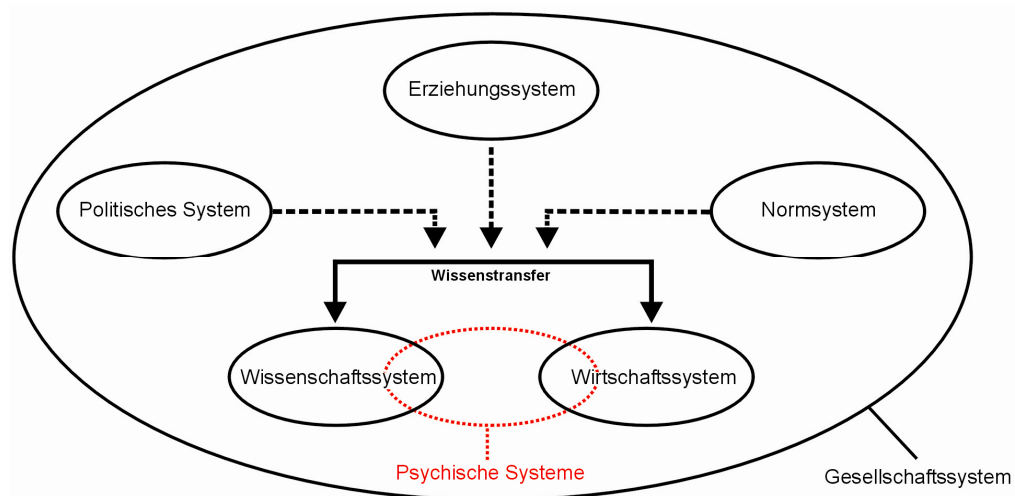 Erziehungssystem
Politisches System
Normsystem
Wissenstransfer
Wissenschaftssystem
Wirtschaftssystem
Psychische Systeme
Gesellschaftssystem